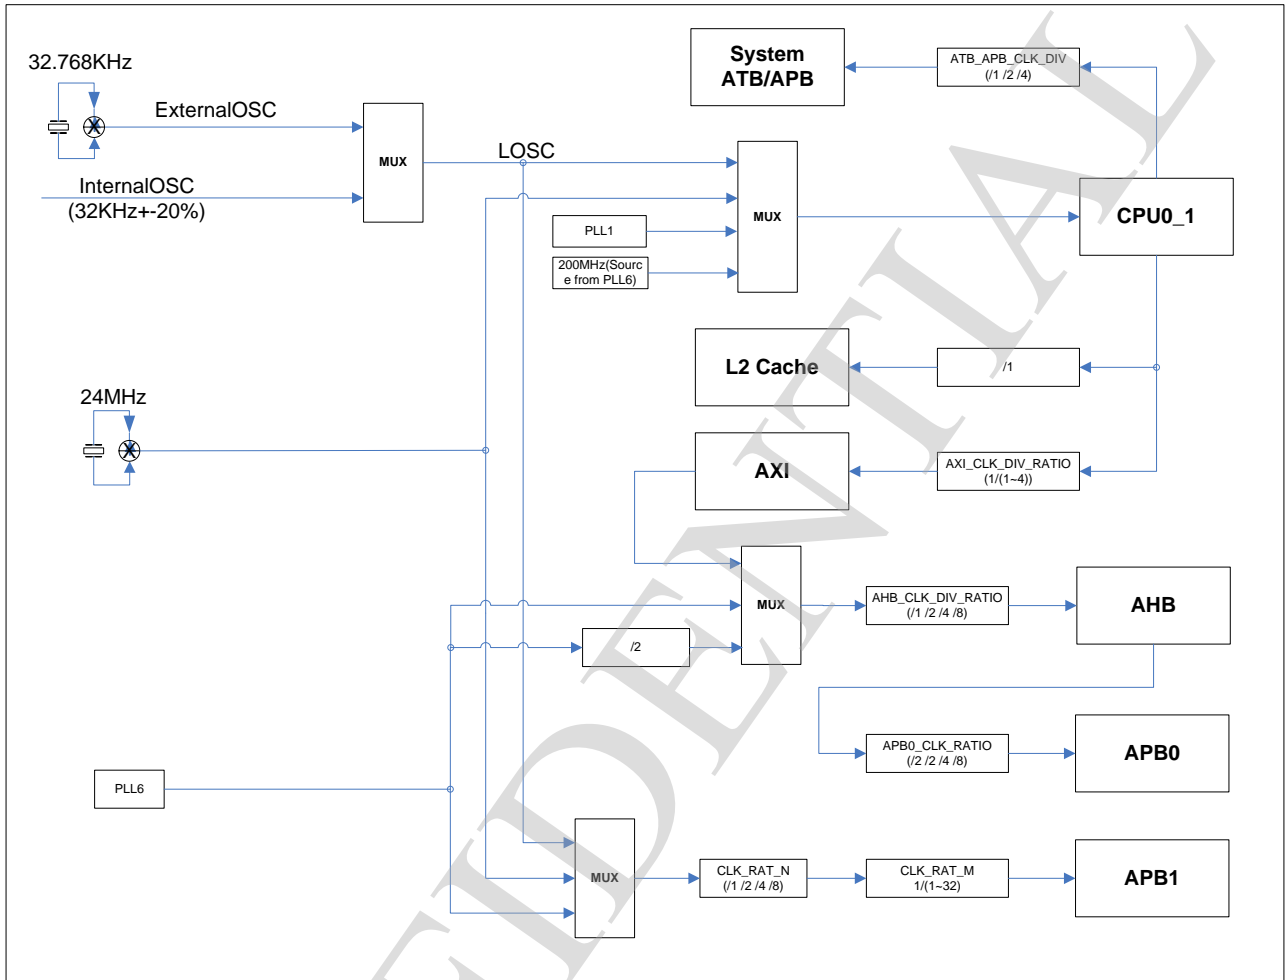 32.768KHz
ExternalOSC
InternalOSC
(32KHz+-20%)
MUX
LOSC
System
ATB/APB
ATB_APB_CLK_DIV
(/1 /2 /4)
PLL1
200MHz(Sourc
e from PLL6)
MUX
CPU0_1
L2 Cache
/1
24MHz
AXI
AXI_CLK_DIV_RATIO
(1/(1~4))
MUX
/2
AHB_CLK_DIV_RATIO
(/1 /2 /4 /8)
AHB
APB0_CLK_RATIO
(/2 /2 /4 /8)
APB0
PLL6
MUX
CLK_RAT_N
(/1 /2 /4 /8)
CLK_RAT_M
1/(1~32)
APB1
FIDENTIAL